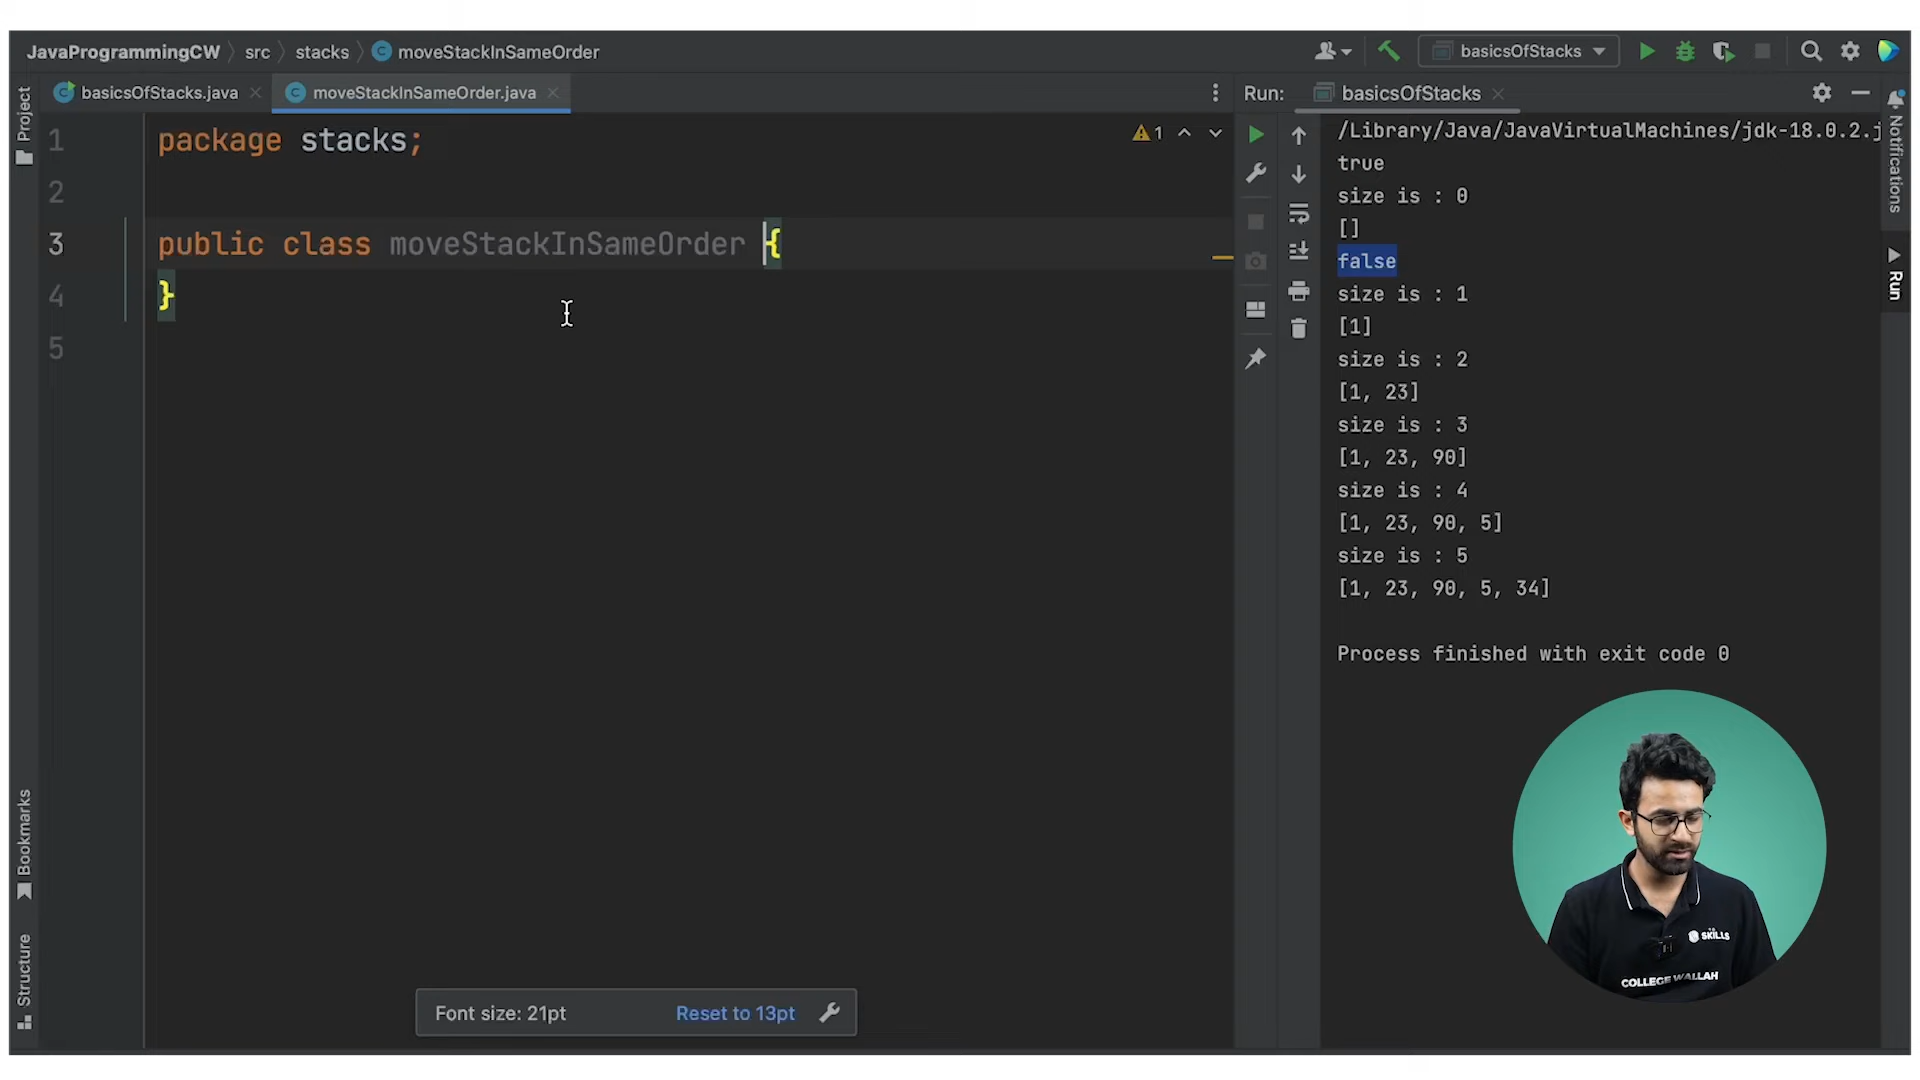 JavaProgrammingCW src stacks moveStackInSameOrder
basicsOfStacks
basicsOfStacks.java moveStackInSameOrder.java
Run: basicsOfStacks
Project
1 package stacks;
2
3 public class moveStackInSameOrder {
4 }
5
1
/Library/Java/JavaVirtualMachines/jdk-18.0.2.j
true
size is : 0
[]
false
size is : 1
[1]
size is : 2
[1, 23]
size is : 3
[1, 23, 90]
size is : 4
[1, 23, 90, 5]
size is : 5
[1, 23, 90, 5, 34]
Process finished with exit code 0
Notifications
Run
Bookmarks
Structure
SKILLS
COLLEGE WALLAH
Font size: 21pt Reset to 13pt